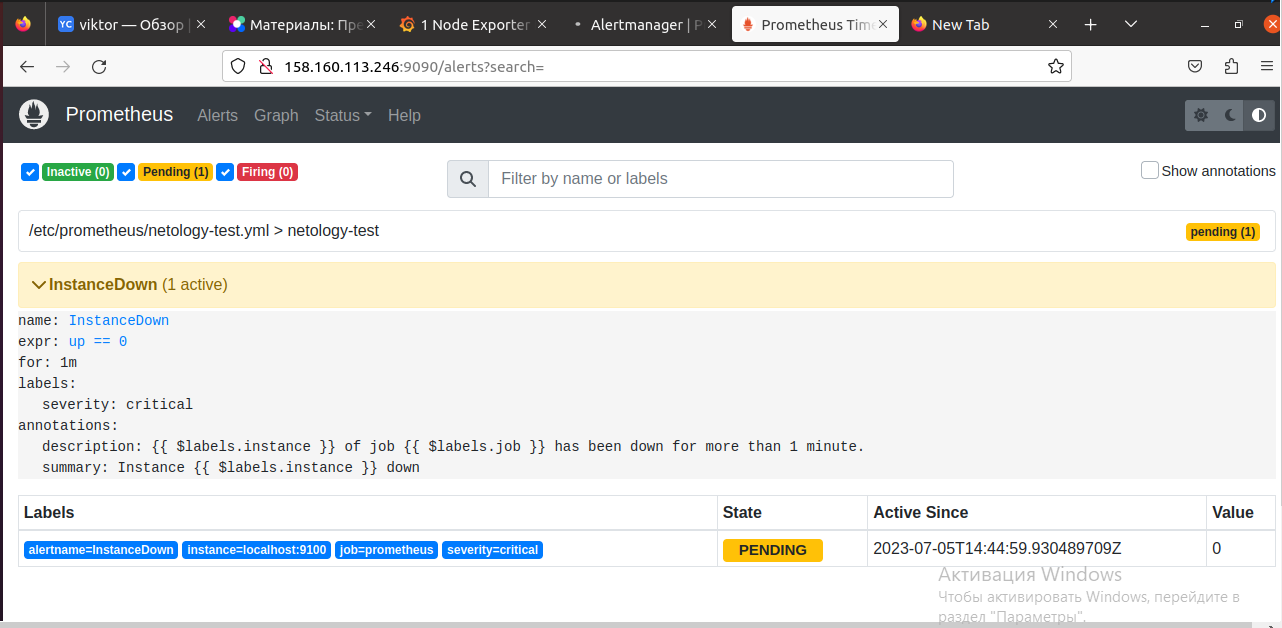 viktor — Обзор
Материалы: Пре
1 Node Exporter
Alertmanager | P
Prometheus Time
New Tab
158.160.113.246:9090/alerts?search=
Prometheus Alerts Graph Status Help
Inactive (0) Pending (1) Firing (0)
Filter by name or labels
Show annotations
/etc/prometheus/netology-test.yml > netology-test
pending (1)
InstanceDown (1 active)
name: InstanceDown
expr: up == 0
for: 1m
labels:
severity: critical
annotations:
description: {{ $labels.instance }} of job {{ $labels.job }} has been down for more than 1 minute.
summary: Instance {{ $labels.instance }} down
Labels State Active Since Value
alertname=InstanceDown instance=localhost:9100 job=prometheus severity=critical PENDING 2023-07-05T14:44:59.930489709Z 0
Активация Windows
Чтобы активировать Windows, перейдите в
раздел "Параметры".